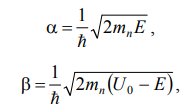 α = 1/ħ √2mₙE ,
β = 1/ħ √2mₙ(U₀ − E) ,